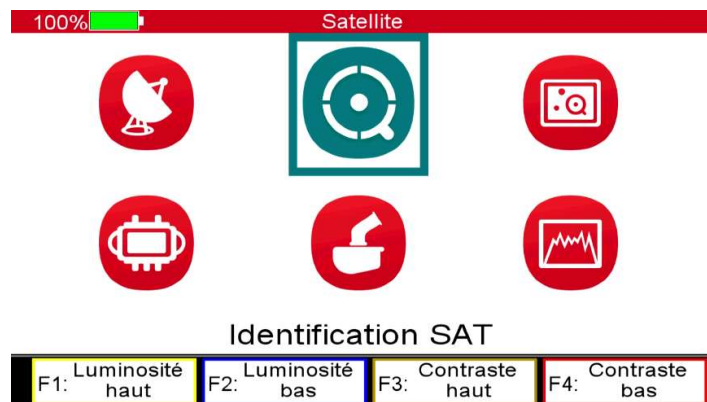 100%
Satellite
Identification SAT
F1: Luminosité haut
F2: Luminosité bas
F3: Contraste haut
F4: Contraste bas